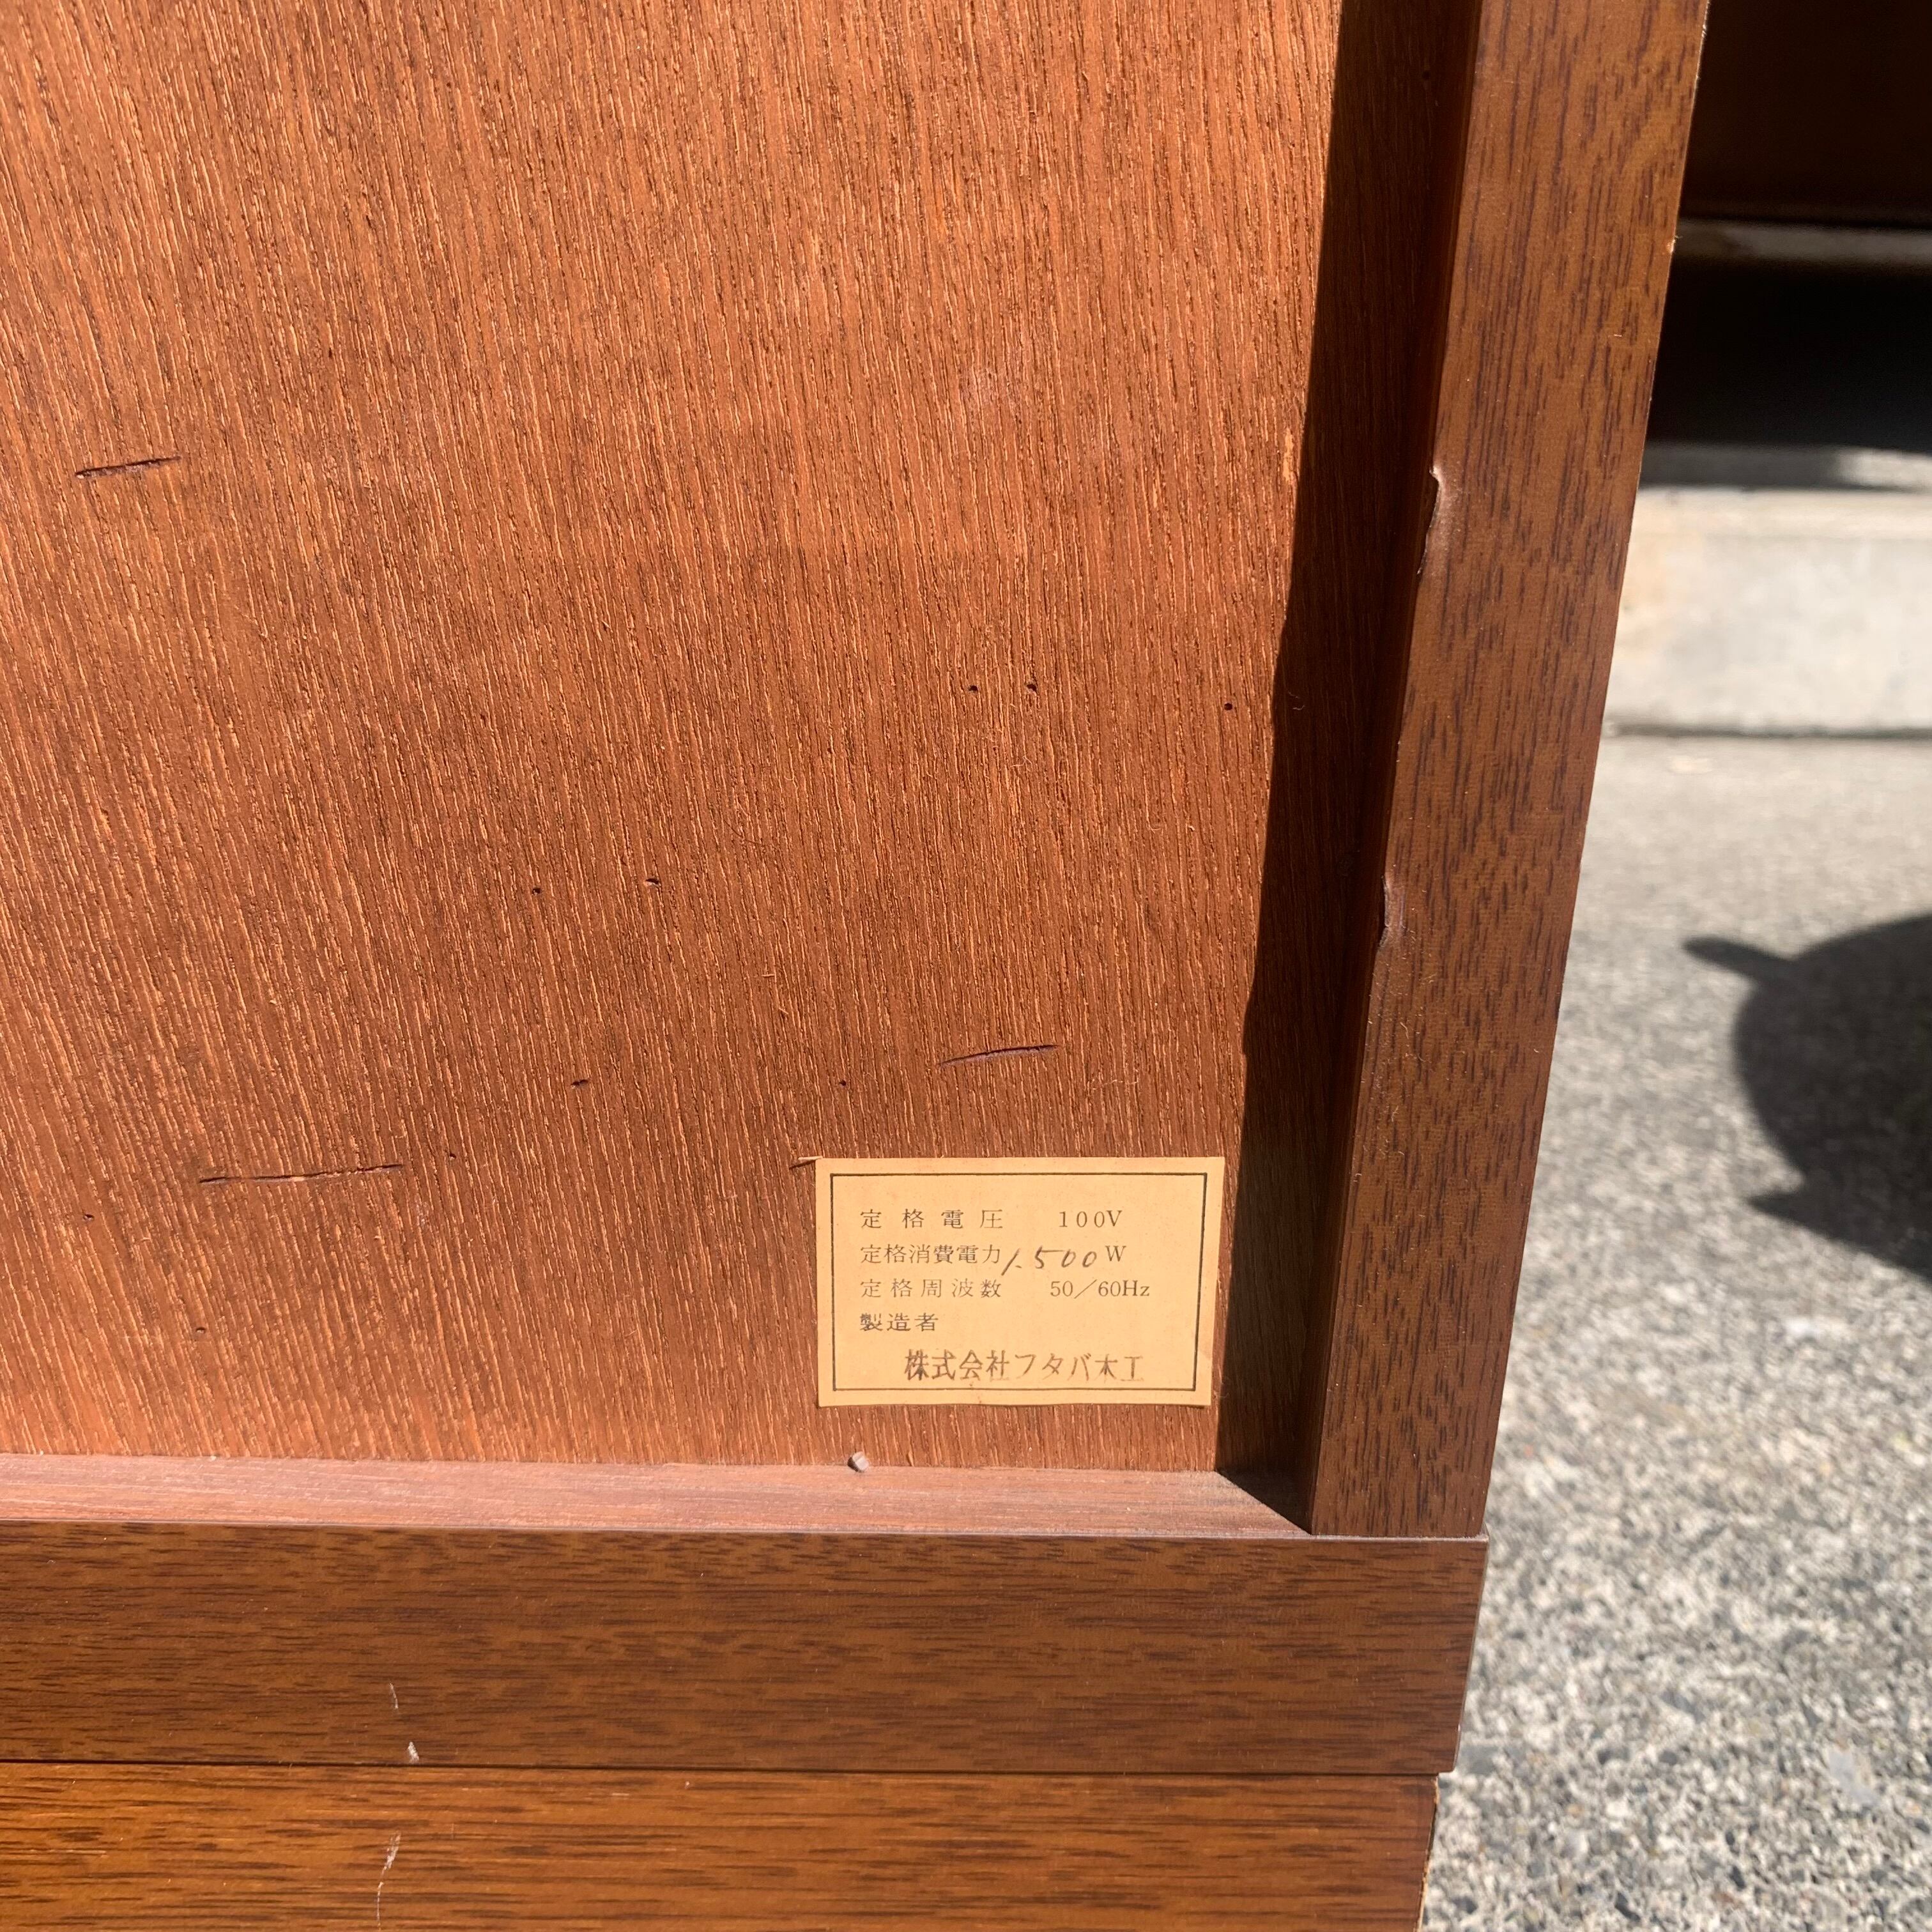 定格電圧 100V
定格消費電力 1.500 W
定格周波数 50/60Hz
製造者
株式会社フタバ木工